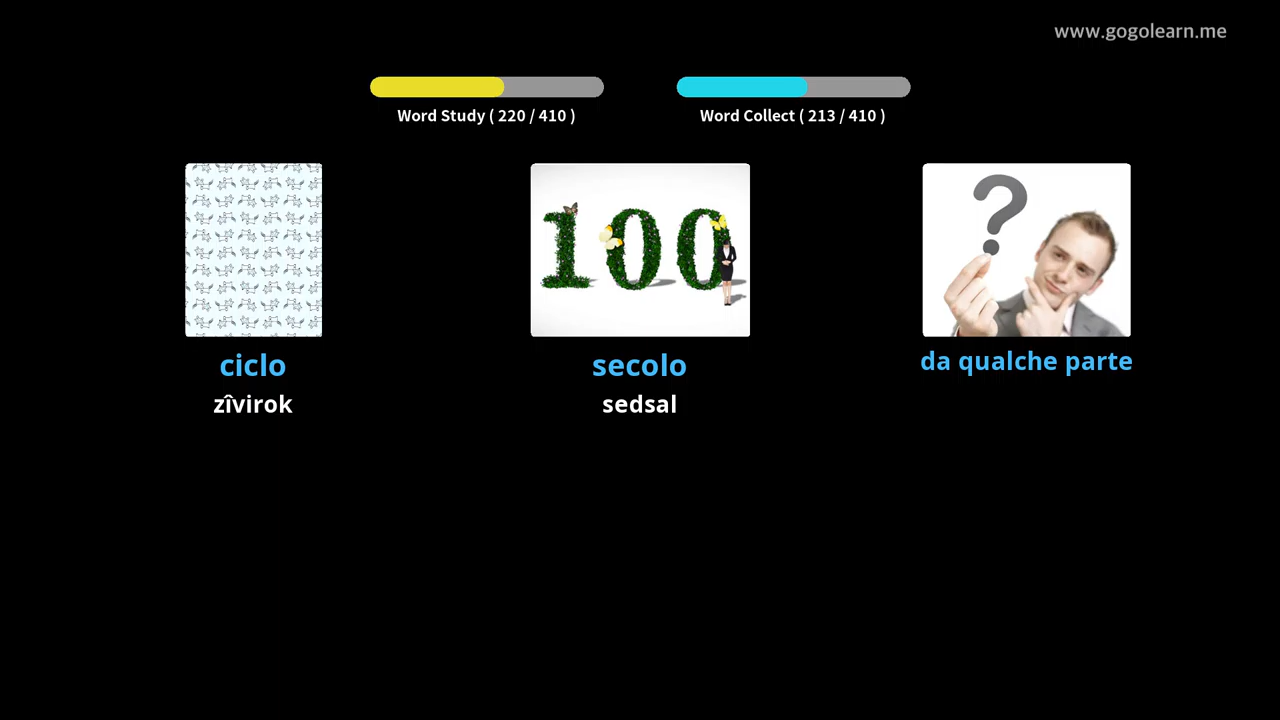 www.gogolearn.me
Word Study ( 220 / 410 )
Word Collect ( 213 / 410 )
100
?
ciclo
secolo
da qualche parte
zîvirok
sedsal